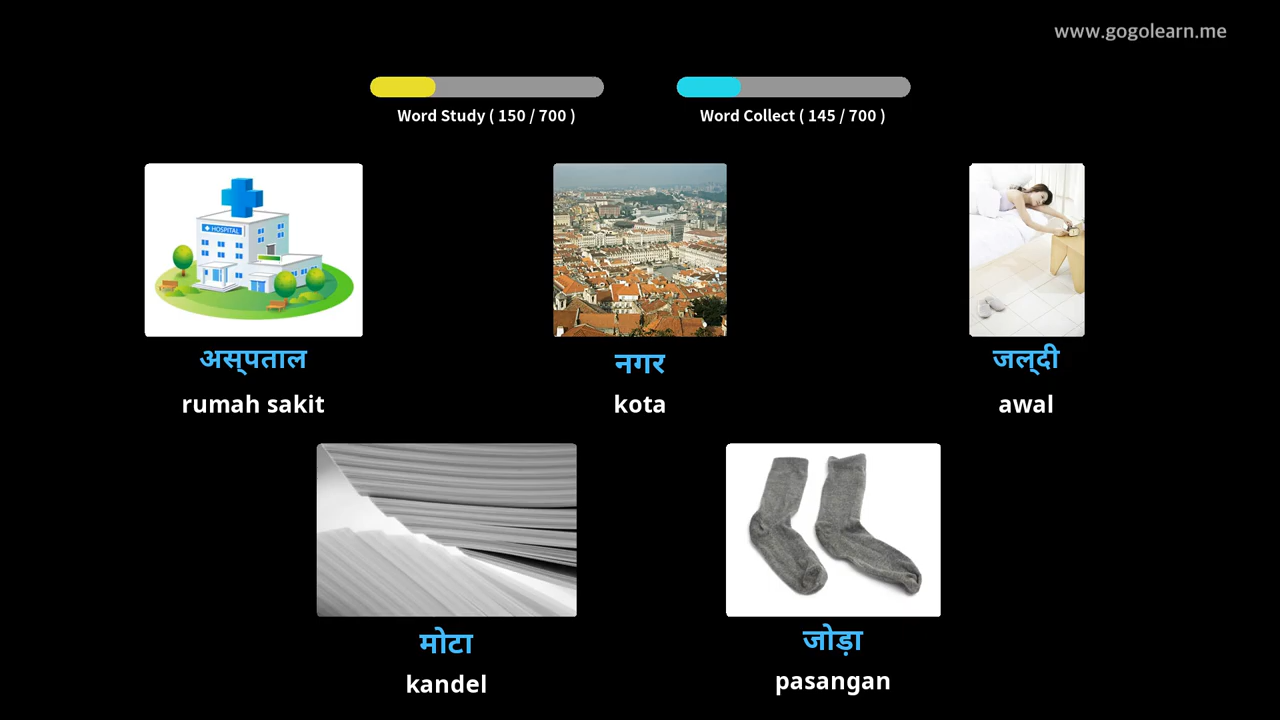 www.gogolearn.me
Word Study ( 150 / 700 )
Word Collect ( 145 / 700 )
HOSPITAL
अस्पताल
नगर
जल्दी
rumah sakit
kota
awal
मोटा
जोड़ा
kandel
pasangan